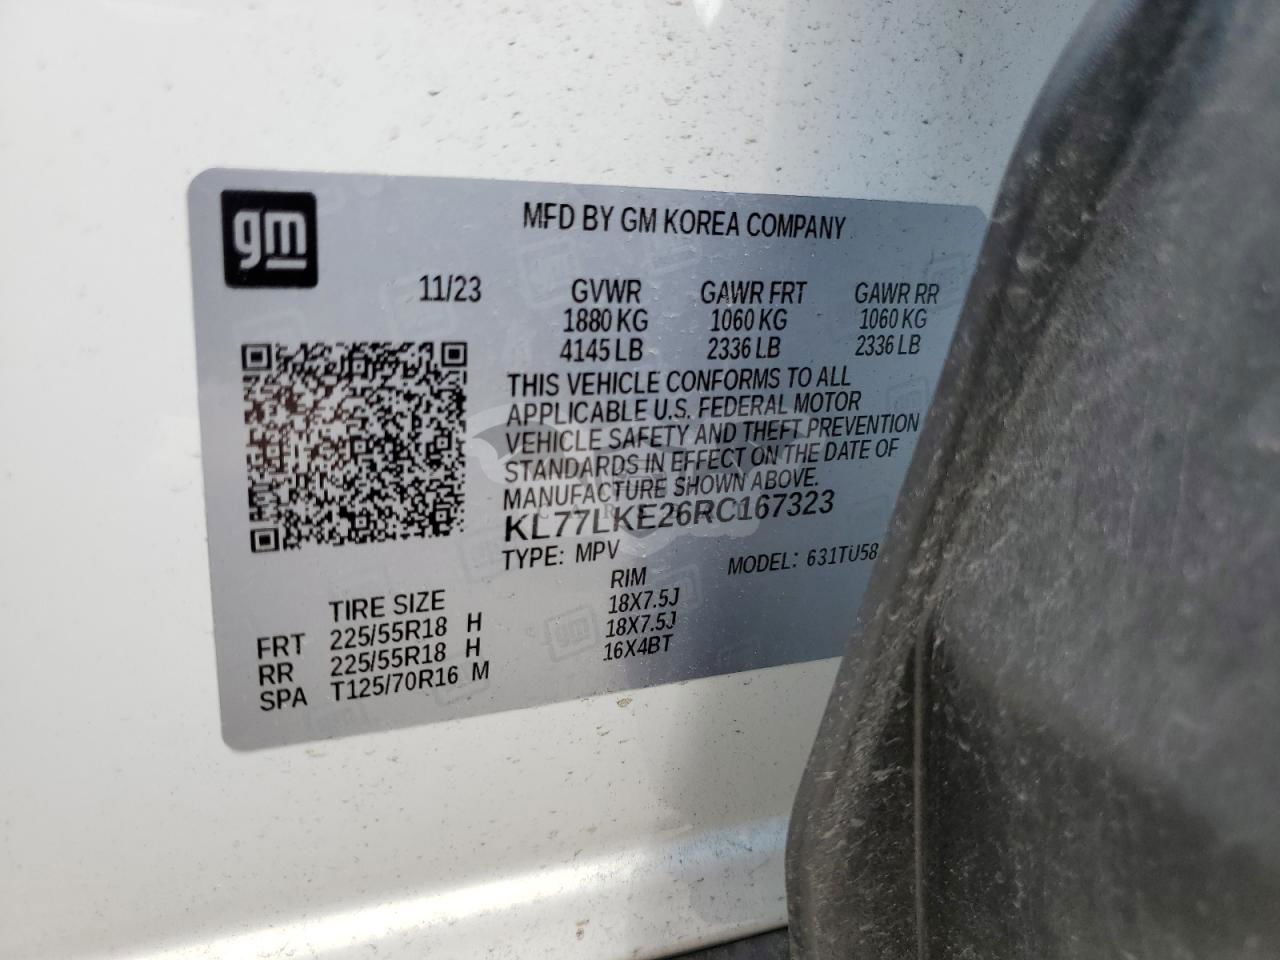 gm
MFD BY GM KOREA COMPANY
11/23 GVWR GAWR FRT GAWR RR
1880 KG 1060 KG 1060 KG
4145 LB 2336 LB 2336 LB
THIS VEHICLE CONFORMS TO ALL
APPLICABLE U.S. FEDERAL MOTOR
VEHICLE SAFETY AND THEFT PREVENTION
STANDARDS IN EFFECT ON THE DATE OF
MANUFACTURE SHOWN ABOVE.
KL77LKE26RC167323
TYPE: MPV MODEL: 631TU58
TIRE SIZE RIM
FRT 225/55R18 H 18X7.5J
RR 225/55R18 H 18X7.5J
SPA T125/70R16 M 16X4BT